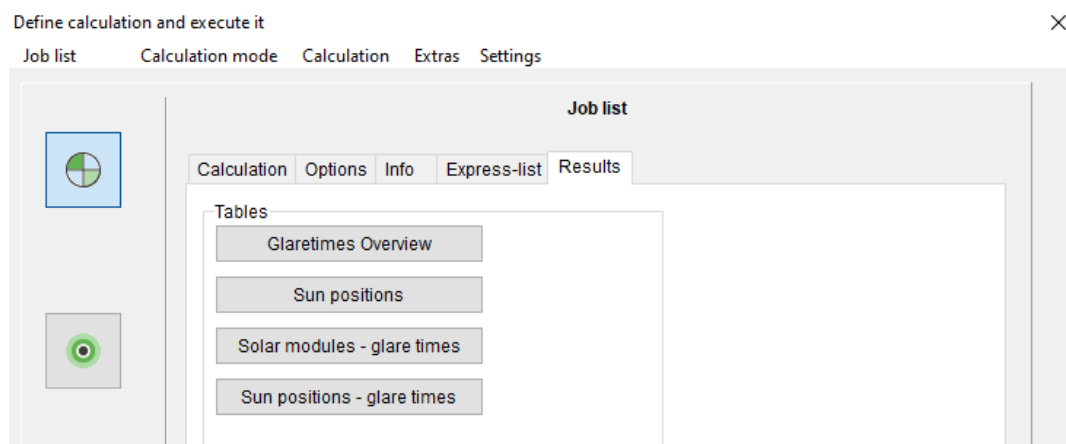 Define calculation and execute it
Job list Calculation mode Calculation Extras Settings
Job list
Calculation Options Info Express-list Results
Tables
Glaretimes Overview
Sun positions
Solar modules - glare times
Sun positions - glare times